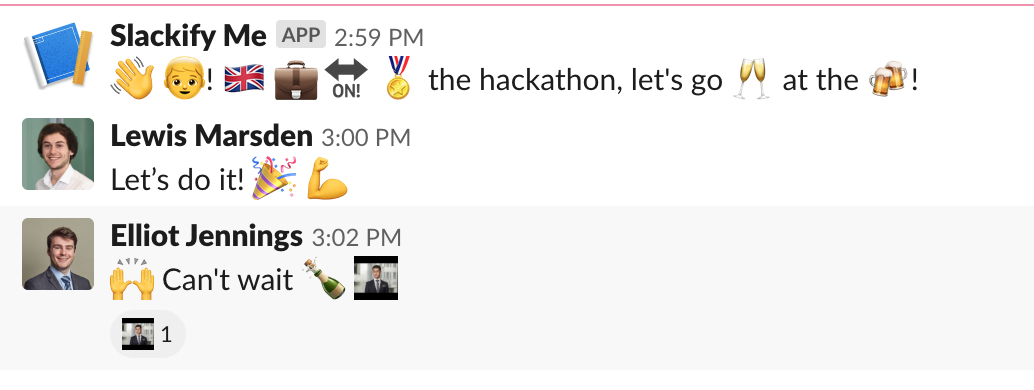 Slackify Me APP 2:59 PM
👋 👨! 🇬🇧 💼 🔛 🏅 the hackathon, let's go 🥂 at the 🍻!
Lewis Marsden 3:00 PM
Let’s do it! 🎉 💪
Elliot Jennings 3:02 PM
🙌 Can't wait 🍾
1